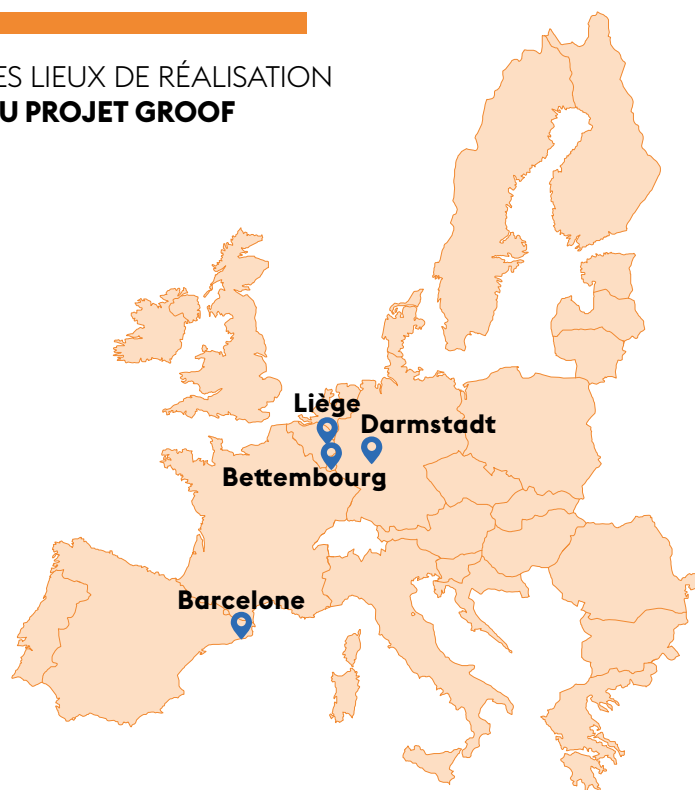 ES LIEUX DE RÉALISATION
U PROJET GROOF
Liège
Darmstadt
Bettembourg
Barcelone